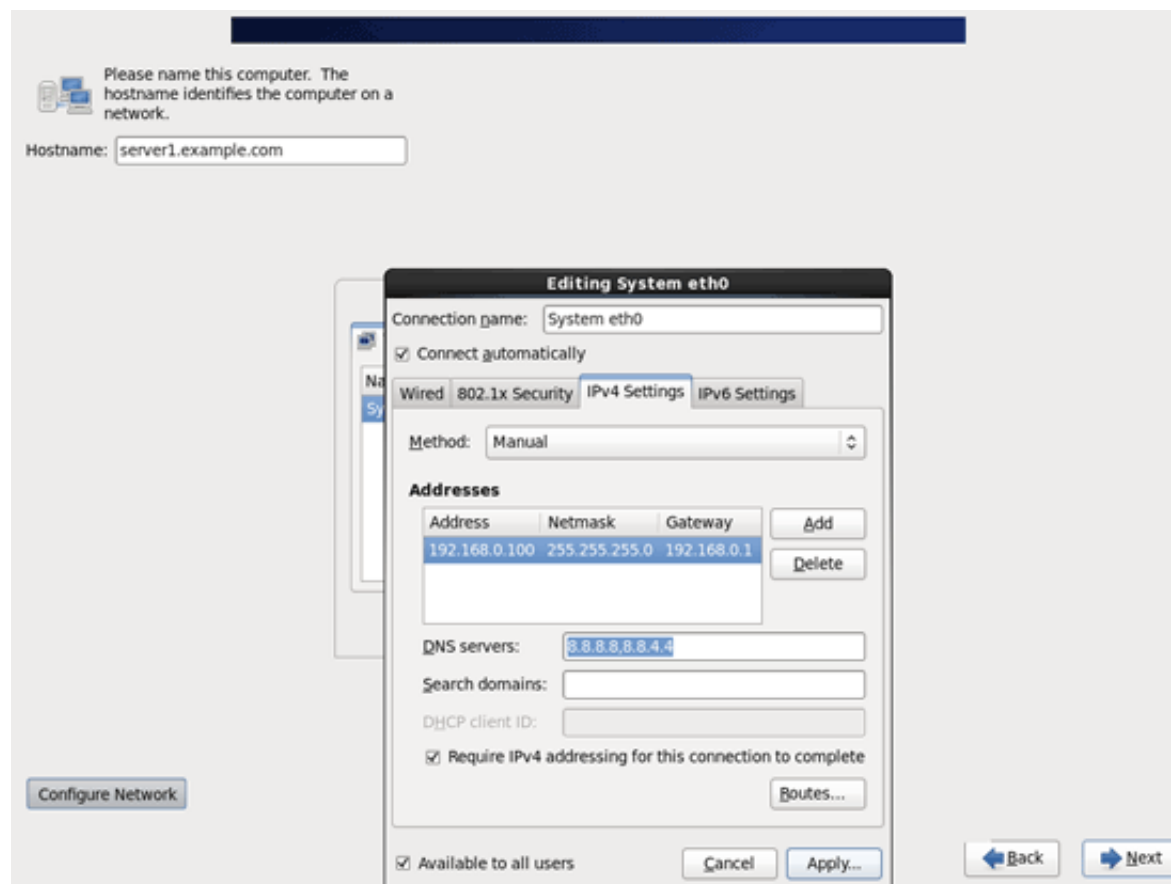 Please name this computer. The
hostname identifies the computer on a
network.
Hostname: server1.example.com
Editing System eth0
Connection name: System eth0
Connect automatically
Na
Wired 802.1x Security IPv4 Settings IPv6 Settings
Sy
Method: Manual
Addresses
Address Netmask Gateway Add
192.168.0.100 255.255.255.0 192.168.0.1
Delete
DNS servers: 8.8.8.8,8.8.4.4
Search domains:
DHCP client ID:
Require IPv4 addressing for this connection to complete
Configure Network Routes...
Available to all users Cancel Apply... Back Next